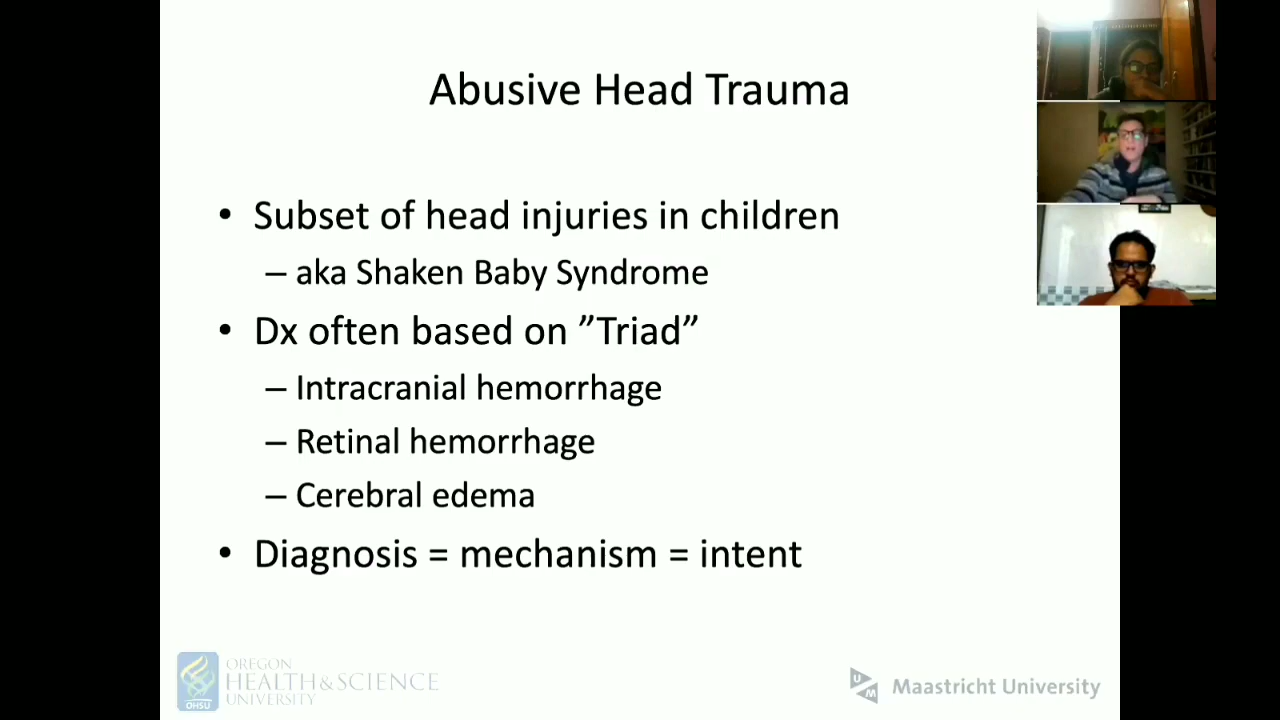 Abusive Head Trauma
• Subset of head injuries in children
– aka Shaken Baby Syndrome
• Dx often based on ”Triad”
– Intracranial hemorrhage
– Retinal hemorrhage
– Cerebral edema
• Diagnosis = mechanism = intent
OHSU
OREGON
HEALTH & SCIENCE
UNIVERSITY
U M
Maastricht University